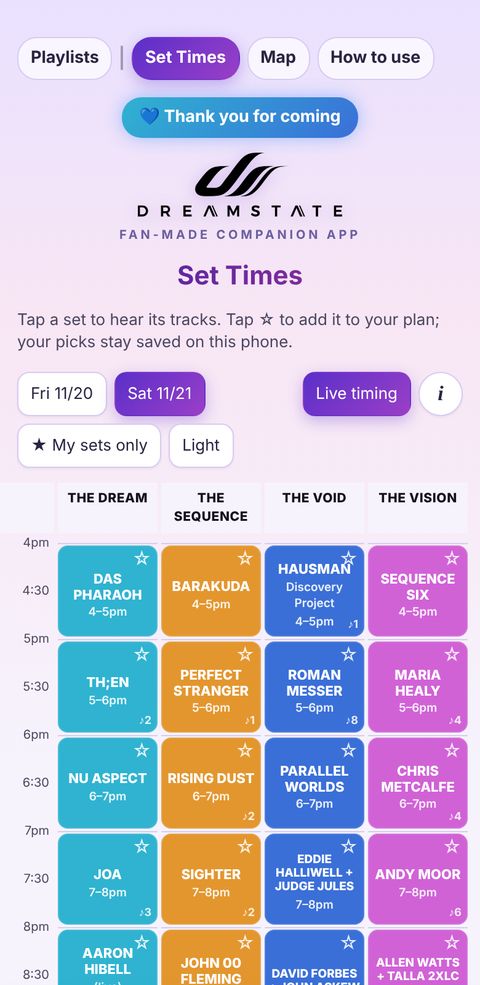 Playlists | Set Times Map How to use
💙 Thank you for coming
DREAMSTATE
FAN-MADE COMPANION APP
Set Times
Tap a set to hear its tracks. Tap ☆ to add it to your plan;
your picks stay saved on this phone.
Fri 11/20 Sat 11/21 Live timing i
★ My sets only Light
THE DREAM
THE
SEQUENCE
THE VOID
THE VISION
4pm
4:30
DAS
PHARAOH
4–5pm
BARAKUDA
4–5pm
HAUSMAN
Discovery
Project
4–5pm ♪1
SEQUENCE
SIX
4–5pm
5pm
5:30
TH;EN
5–6pm
♪2
PERFECT
STRANGER
5–6pm
♪1
ROMAN
MESSER
5–6pm
♪8
MARIA
HEALY
5–6pm
♪4
6pm
6:30
NU ASPECT
6–7pm
RISING DUST
6–7pm
♪2
PARALLEL
WORLDS
6–7pm
CHRIS
METCALFE
6–7pm
♪4
7pm
7:30
JOA
7–8pm
♪3
SIGHTER
7–8pm
♪2
EDDIE
HALLIWELL +
JUDGE JULES
7–8pm
ANDY MOOR
7–8pm
♪6
8pm
8:30
AARON
HIBELL
JOHN 00
FLEMING
DAVID FORBES
+ JOHN ASKEW
ALLEN WATTS
+ TALLA 2XLC